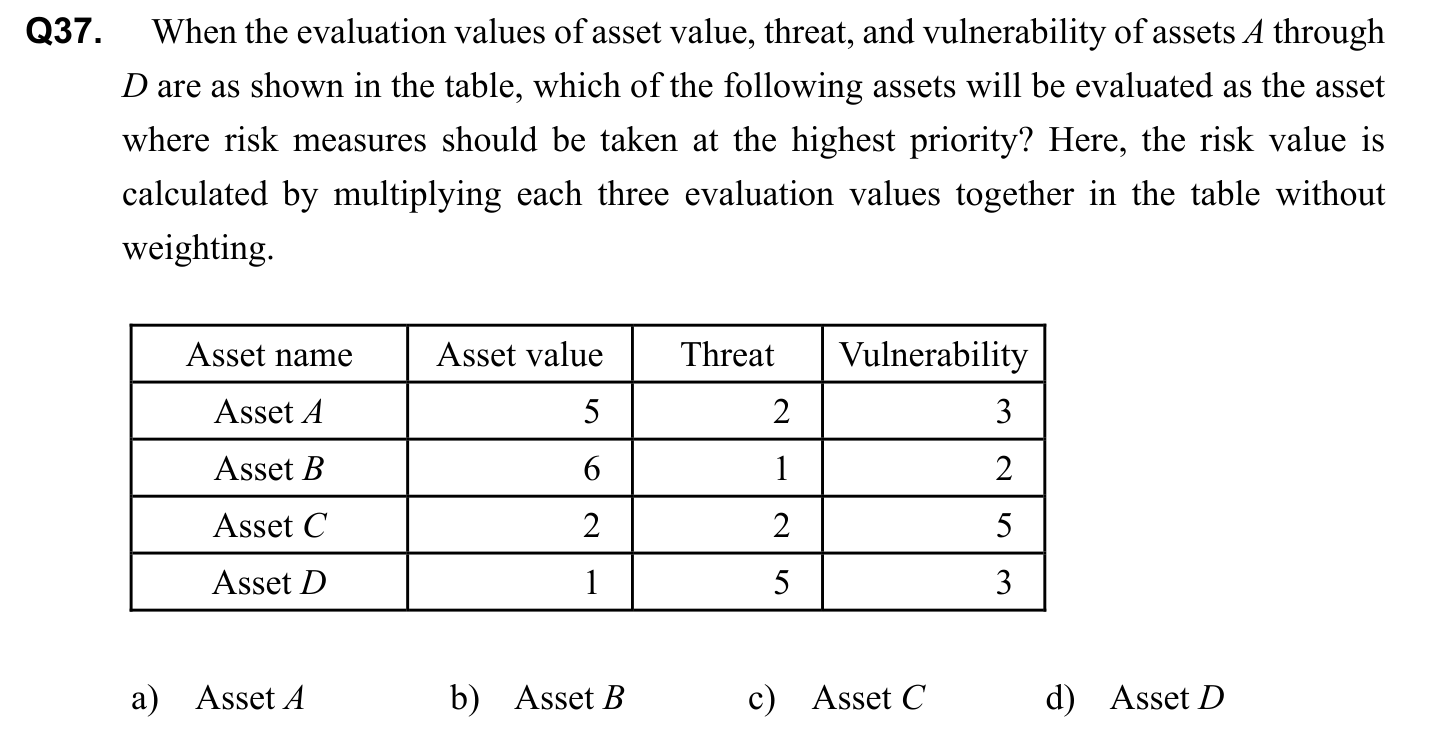 Q37. When the evaluation values of asset value, threat, and vulnerability of assets A through
D are as shown in the table, which of the following assets will be evaluated as the asset
where risk measures should be taken at the highest priority? Here, the risk value is
calculated by multiplying each three evaluation values together in the table without
weighting.
Asset name Asset value Threat Vulnerability
Asset A 5 2 3
Asset B 6 1 2
Asset C 2 2 5
Asset D 1 5 3
a) Asset A b) Asset B c) Asset C d) Asset D